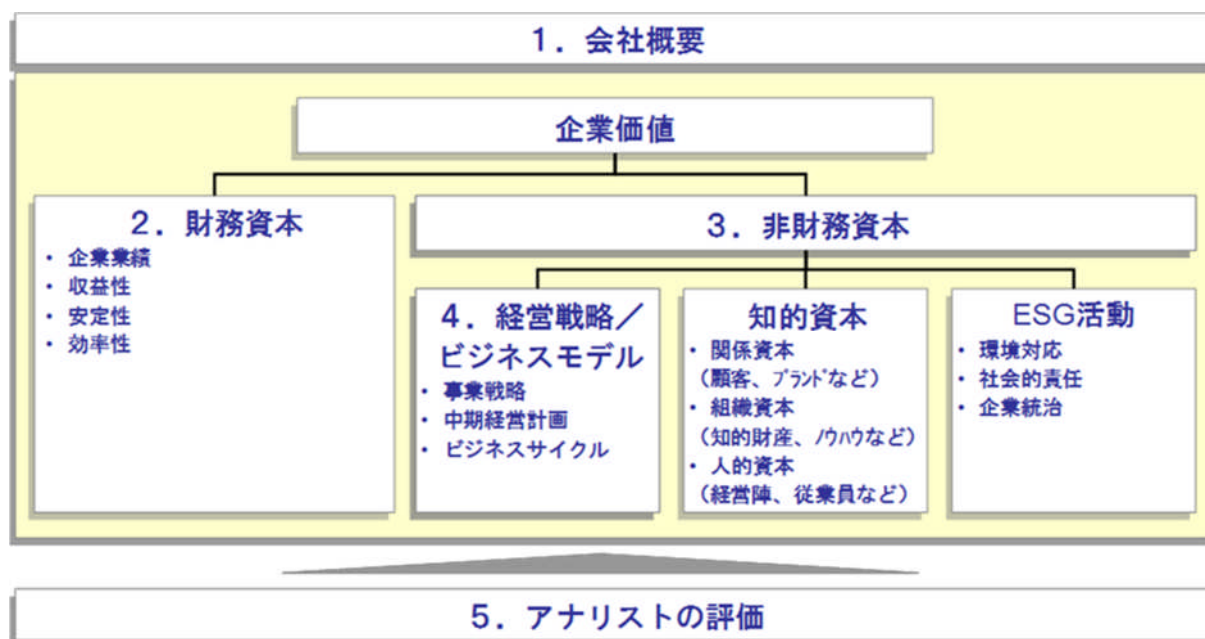 1．会社概要
企業価値
2．財務資本
・ 企業業績
・ 収益性
・ 安定性
・ 効率性
3．非財務資本
4．経営戦略／
ビジネスモデル
・ 事業戦略
・ 中期経営計画
・ ビジネスサイクル
知的資本
・ 関係資本
（顧客、ﾌﾞﾗﾝﾄﾞなど）
・ 組織資本
（知的財産、ﾉｳﾊｳなど）
・ 人的資本
（経営陣、従業員など）
ESG活動
・ 環境対応
・ 社会的責任
・ 企業統治
5．アナリストの評価